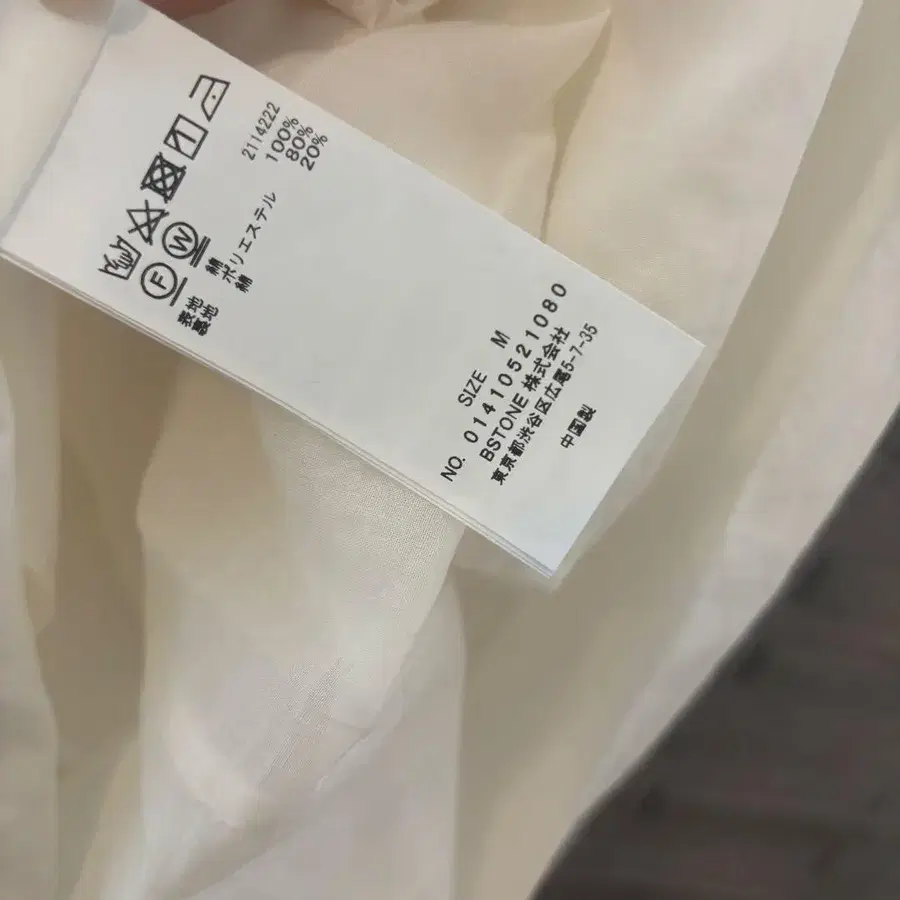 F W
2114222
表地 綿 100%
裏地 ポリエステル 80%
綿 20%
SIZE M
NO. 01410521080
BSTONE 株式会社
東京都渋谷区広尾5-7-35
中国製